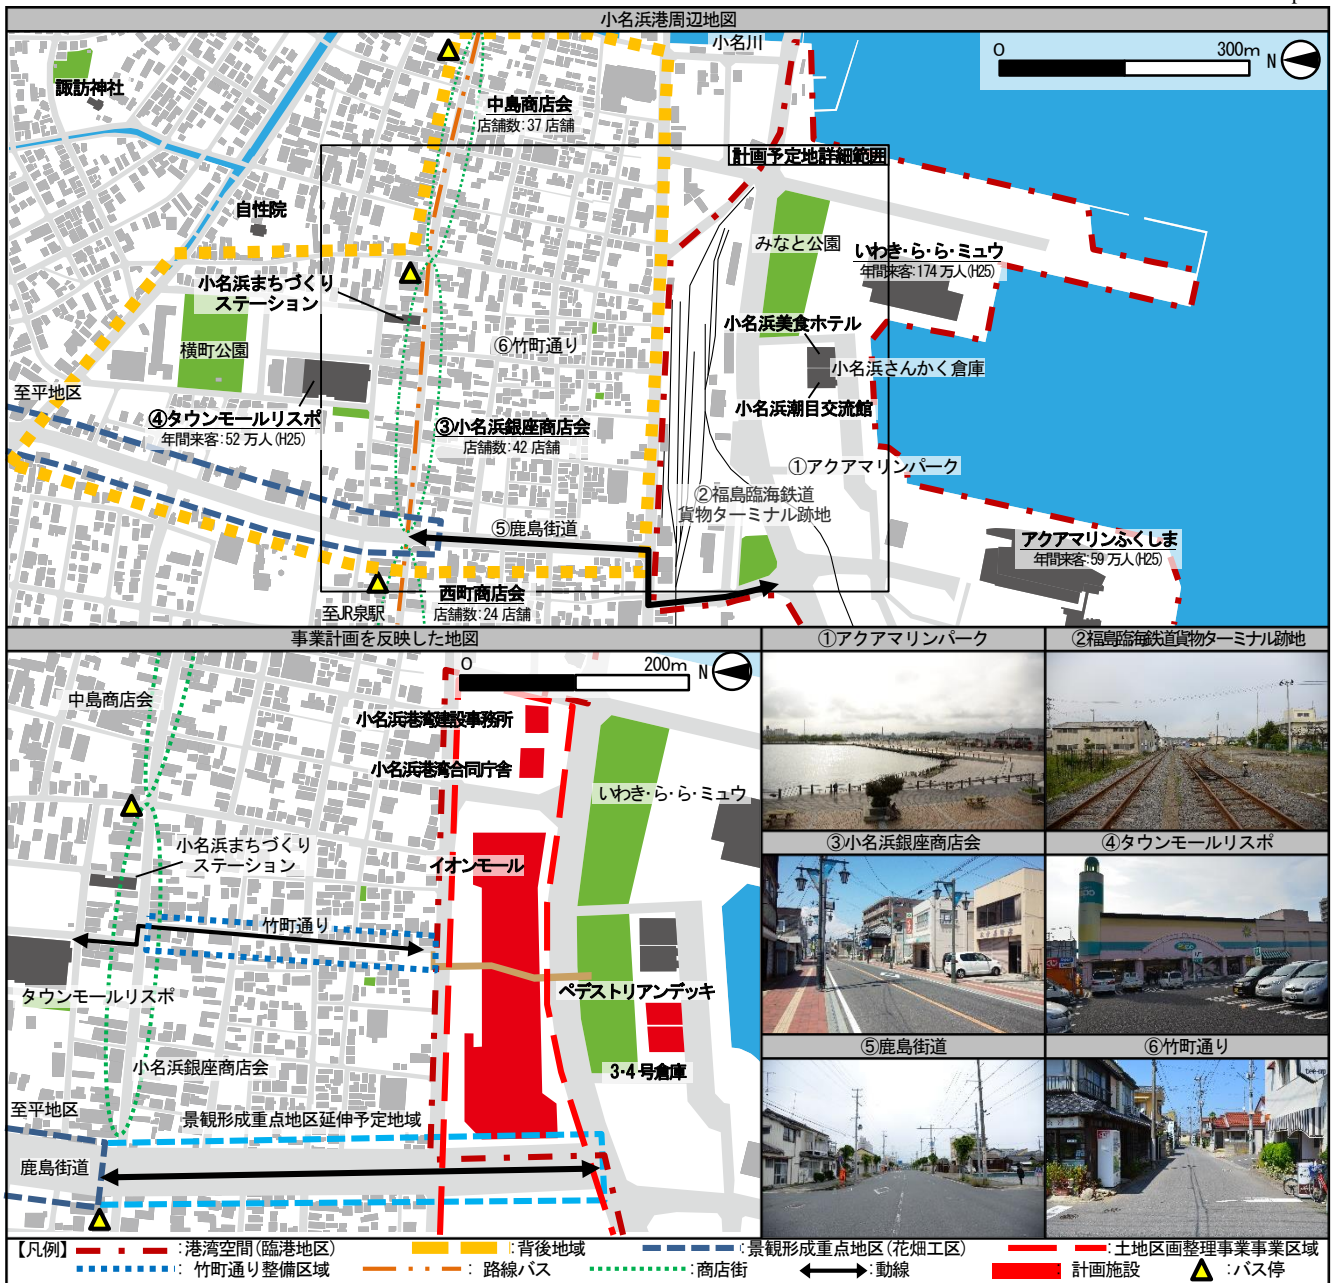 小名浜港周辺地図
0 300m N
小名川
諏訪神社
中島商店会
店舗数:37 店舗
計画予定地詳細範囲
自性院
みなと公園
いわき・ら・ら・ミュウ
年間来客:174 万人(H25)
小名浜まちづくり
ステーション
小名浜美食ホテル
⑥竹町通り
横町公園
小名浜さんかく倉庫
至平地区
小名浜潮目交流館
④タウンモールリスポ
年間来客:52 万人(H25)
③小名浜銀座商店会
店舗数:42 店舗
①アクアマリンパーク
②福島臨海鉄道
貨物ターミナル跡地
⑤鹿島街道
アクアマリンふくしま
年間来客:59 万人(H25)
西町商店会
店舗数:24 店舗
至JR泉駅
事業計画を反映した地図
0 200m N
中島商店会
小名浜港湾建設事務所
小名浜港湾合同庁舎
いわき・ら・ら・ミュウ
小名浜まちづくり
ステーション
イオンモール
竹町通り
タウンモールリスポ
ペデストリアンデッキ
小名浜銀座商店会
3・4 号倉庫
至平地区
景観形成重点地区延伸予定地域
鹿島街道
①アクアマリンパーク
②福島臨海鉄道貨物ターミナル跡地
③小名浜銀座商店会
④タウンモールリスポ
⑤鹿島街道
⑥竹町通り
【凡例】 :港湾空間(臨港地区) :背後地域 :景観形成重点地区(花畑工区) :土地区画整理事業事業区域
: 竹町通り整備区域 : 路線バス :商店街 :動線 : 計画施設 :バス停